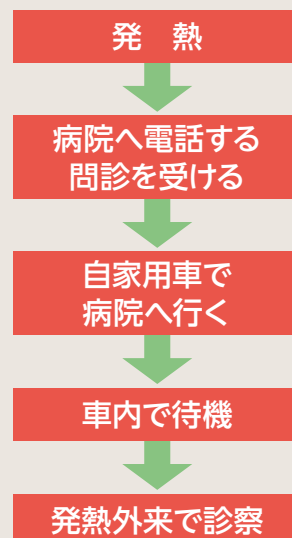 発　熱
病院へ電話する
問診を受ける
自家用車で
病院へ行く
車内で待機
発熱外来で診察